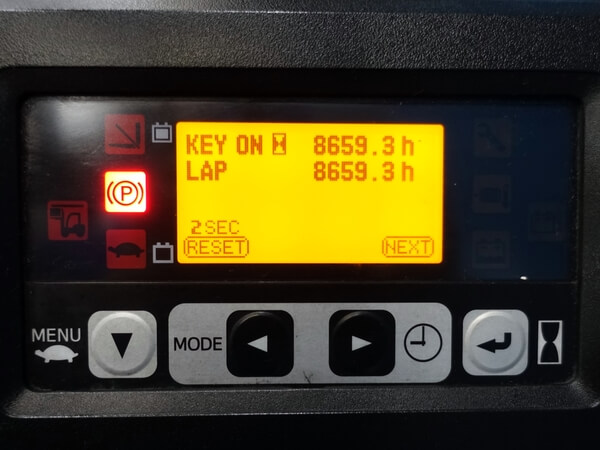 KEY ON 8659.3 h
LAP 8659.3 h
2 SEC
RESET NEXT
(P)
MENU
MODE